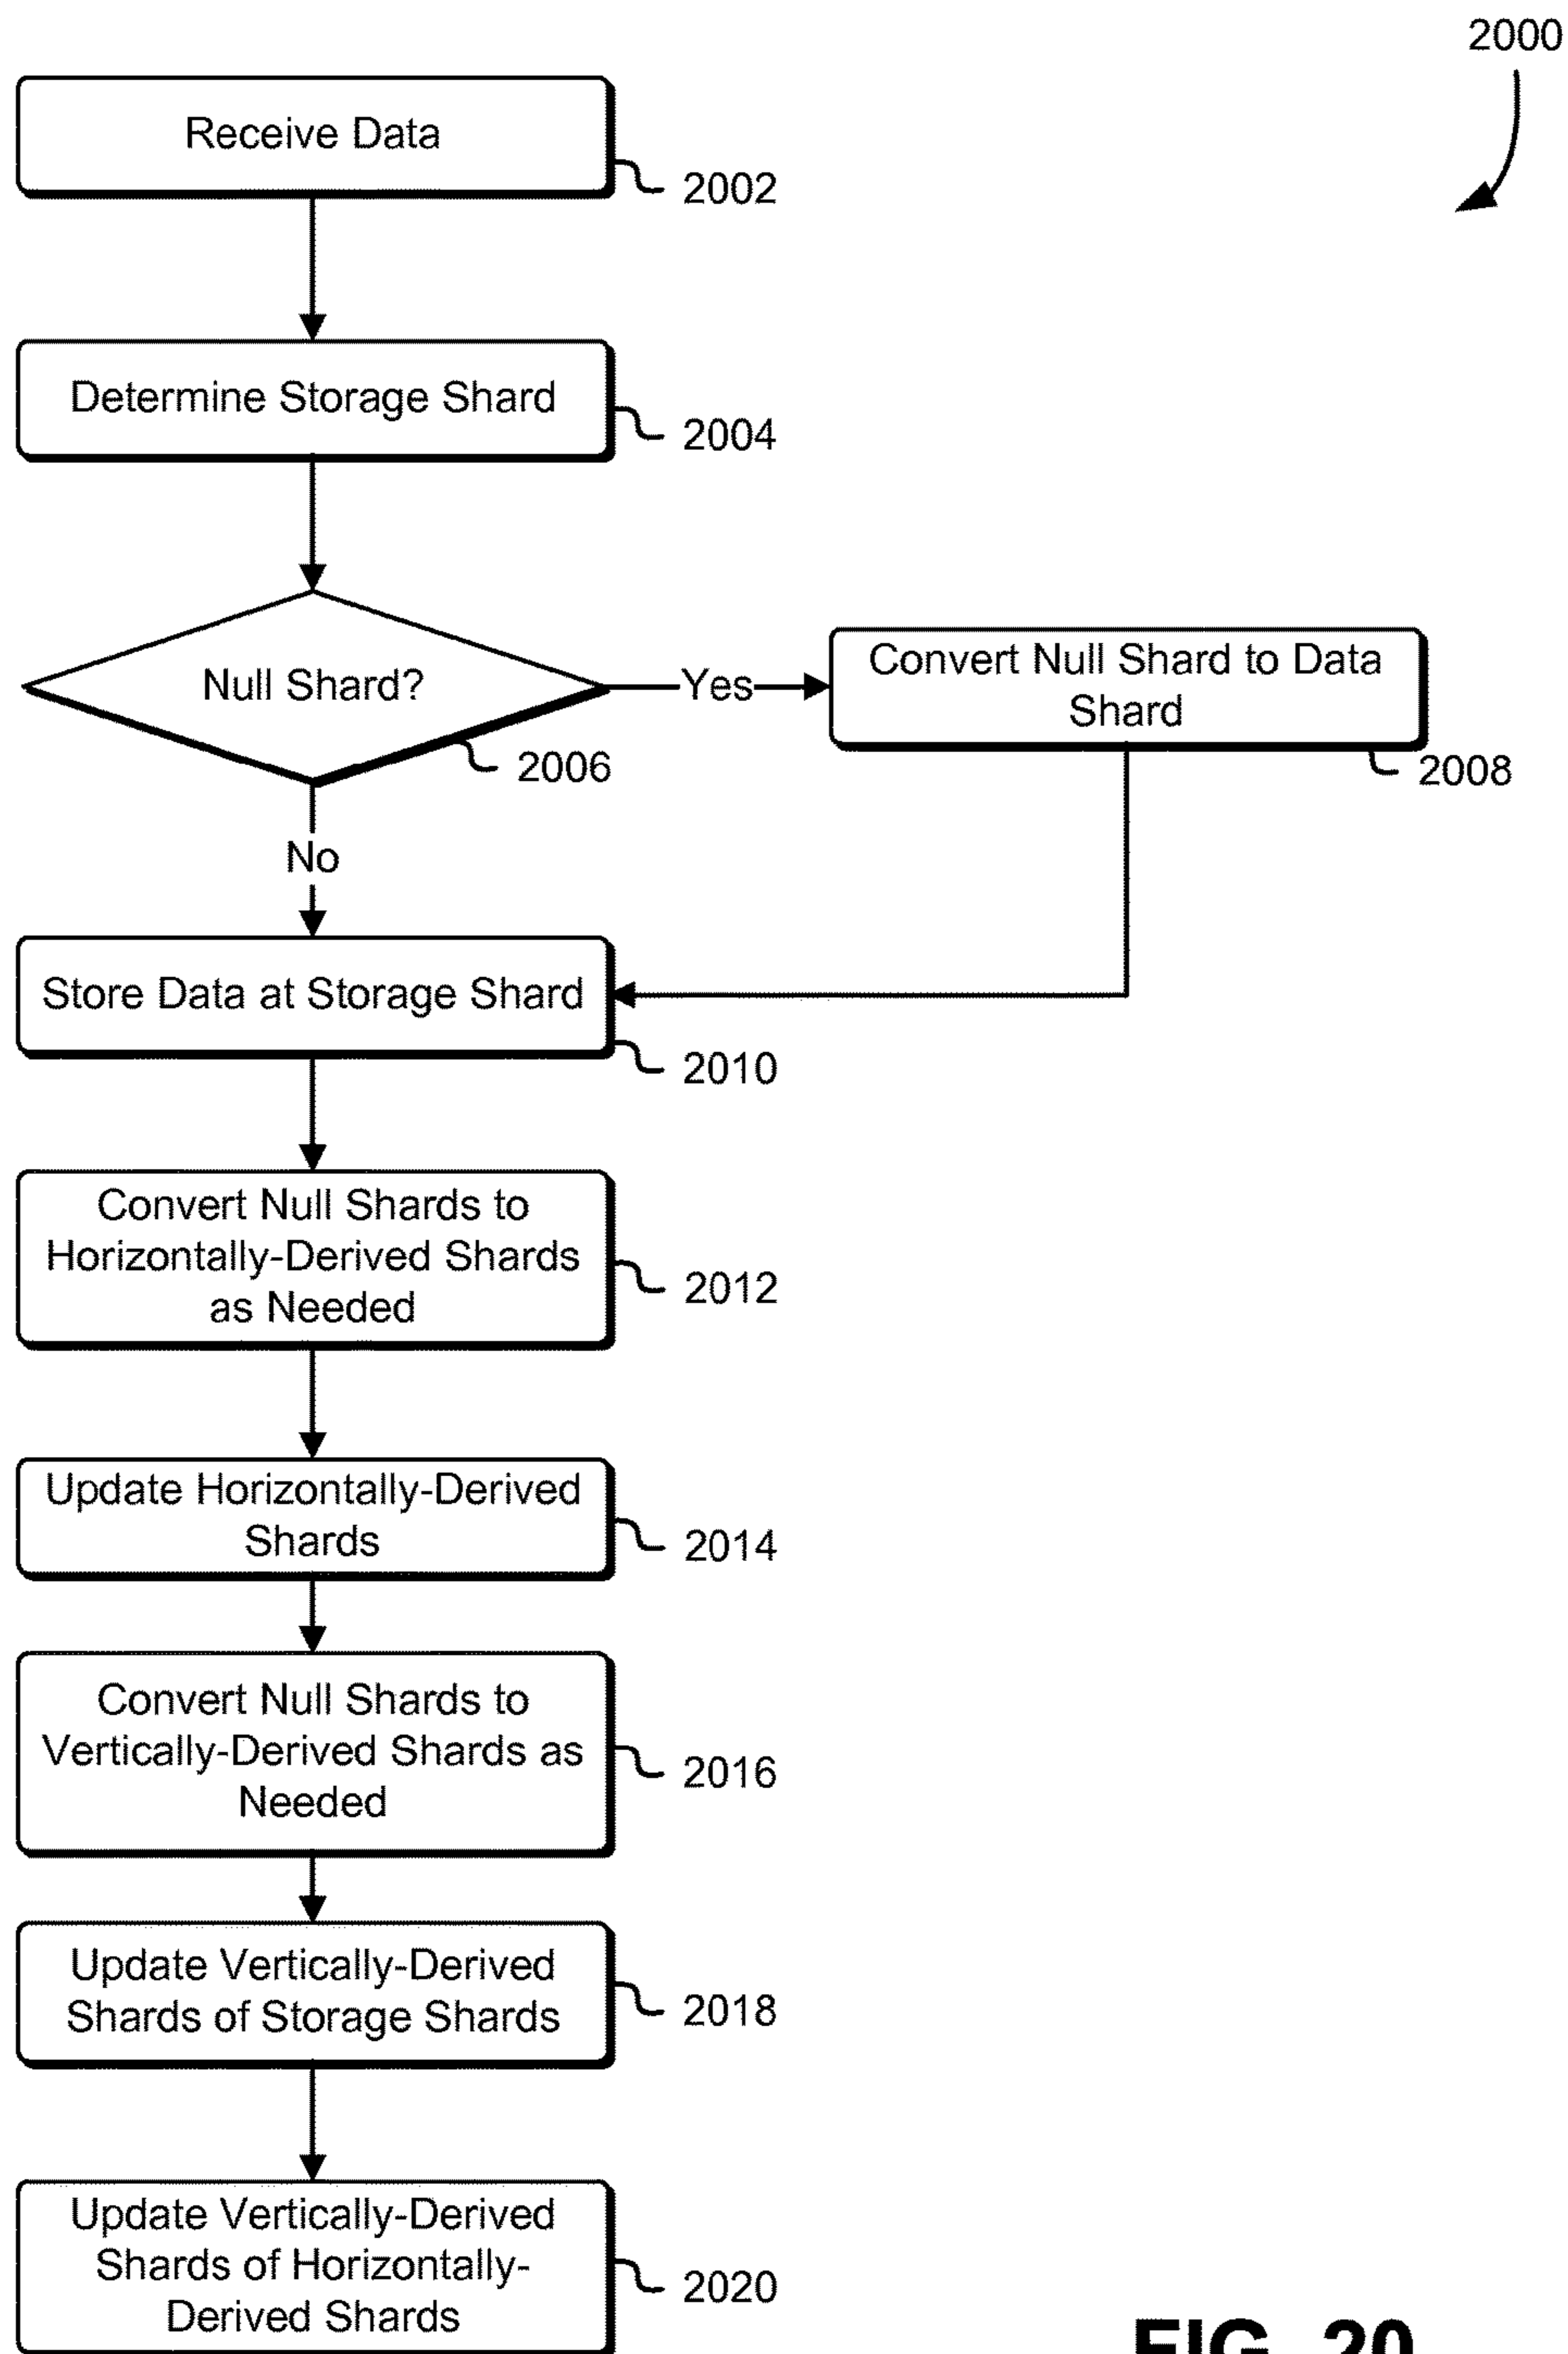 2000
Receive Data
2002
Determine Storage Shard
2004
Null Shard?
2006
Yes
Convert Null Shard to Data
Shard
2008
No
Store Data at Storage Shard
2010
Convert Null Shards to
Horizontally-Derived Shards
as Needed
2012
Update Horizontally-Derived
Shards
2014
Convert Null Shards to
Vertically-Derived Shards as
Needed
2016
Update Vertically-Derived
Shards of Storage Shards
2018
Update Vertically-Derived
Shards of Horizontally-
Derived Shards
2020
FIG. 20